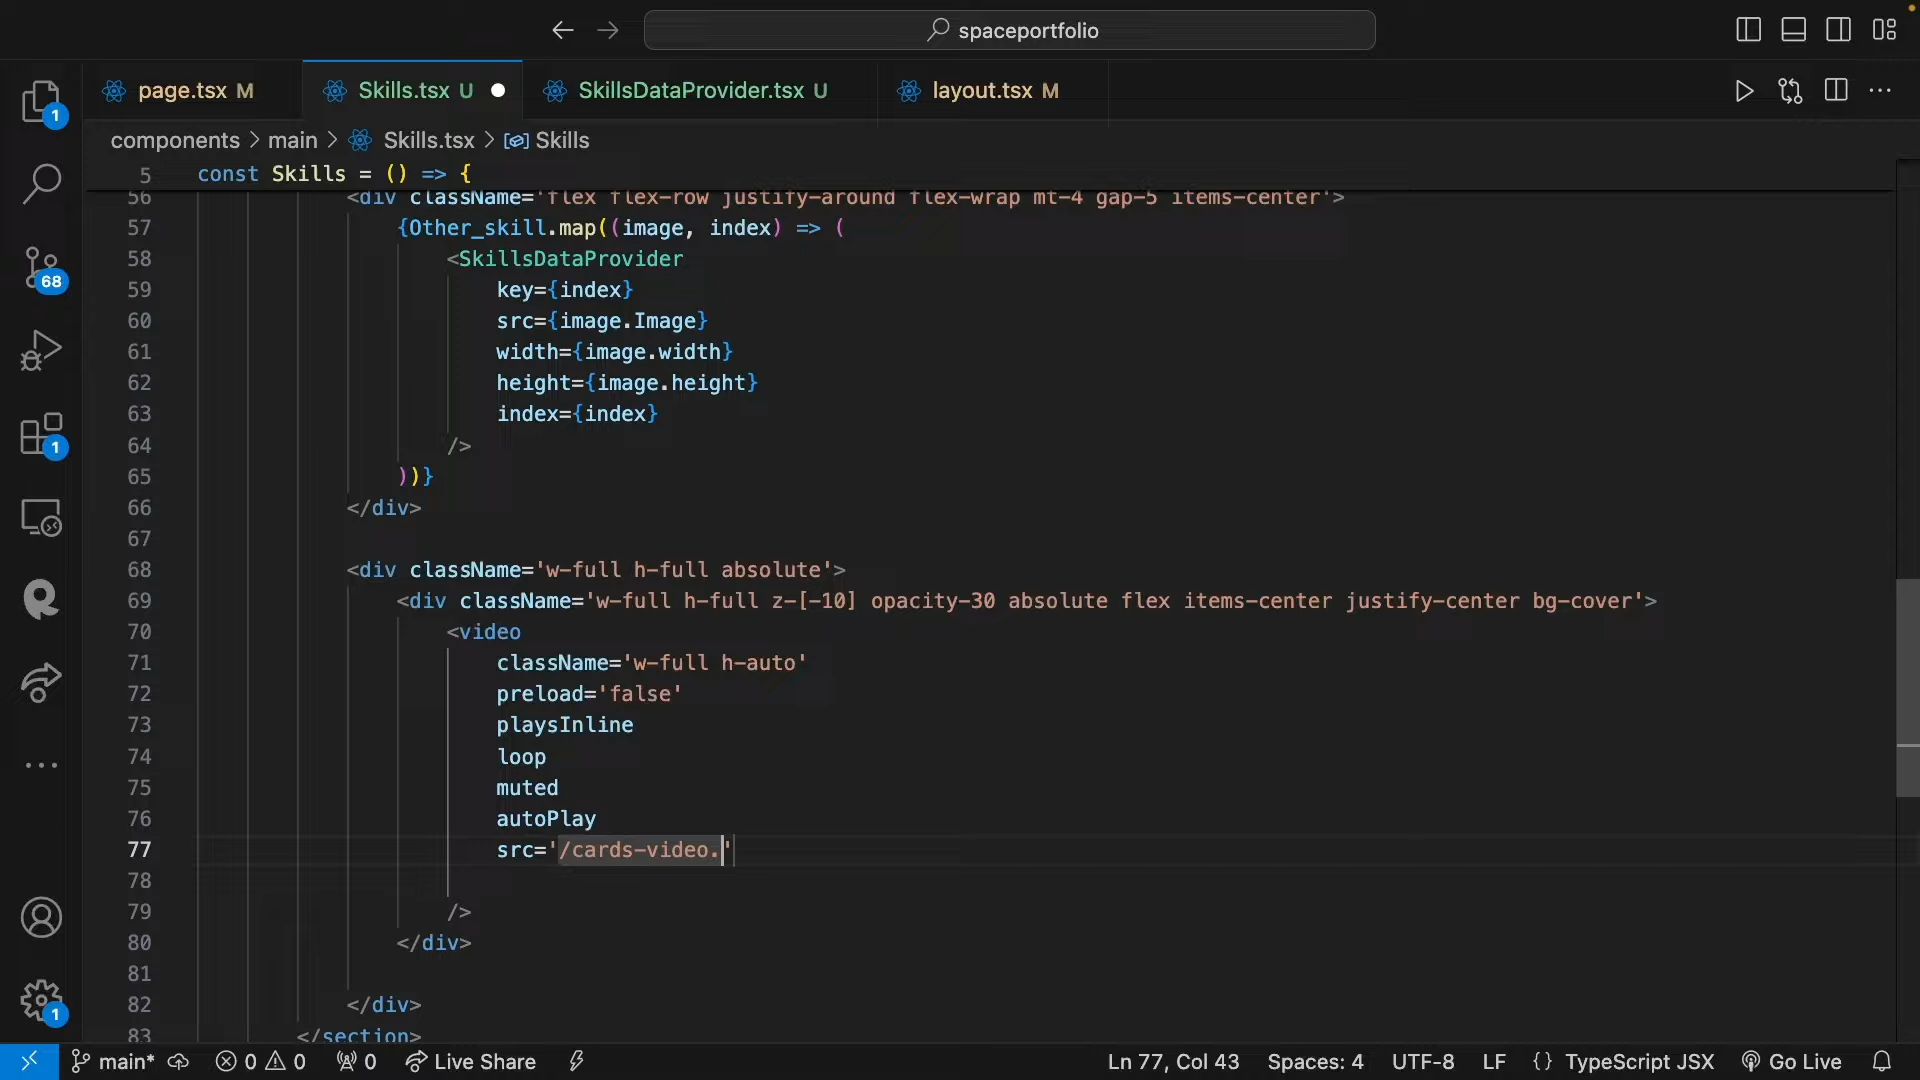 spaceportfolio
page.tsx M
Skills.tsx U
SkillsDataProvider.tsx U
layout.tsx M
components > main > Skills.tsx > Skills
5 const Skills = () => {
56 <div className='flex flex-row justify-around flex-wrap mt-4 gap-5 items-center'>
57 {Other_skill.map((image, index) => (
58 <SkillsDataProvider
59 key={index}
60 src={image.Image}
61 width={image.width}
62 height={image.height}
63 index={index}
64 />
65 ))}
66 </div>
67
68 <div className='w-full h-full absolute'>
69 <div className='w-full h-full z-[-10] opacity-30 absolute flex items-center justify-center bg-cover'>
70 <video
71 className='w-full h-auto'
72 preload='false'
73 playsInline
74 loop
75 muted
76 autoPlay
77 src='/cards-video.'
78
79 />
80 </div>
81
82 </div>
83 </section>
1
68
1
1
main* 0 0 0 Live Share Ln 77, Col 43 Spaces: 4 UTF-8 LF {} TypeScript JSX Go Live